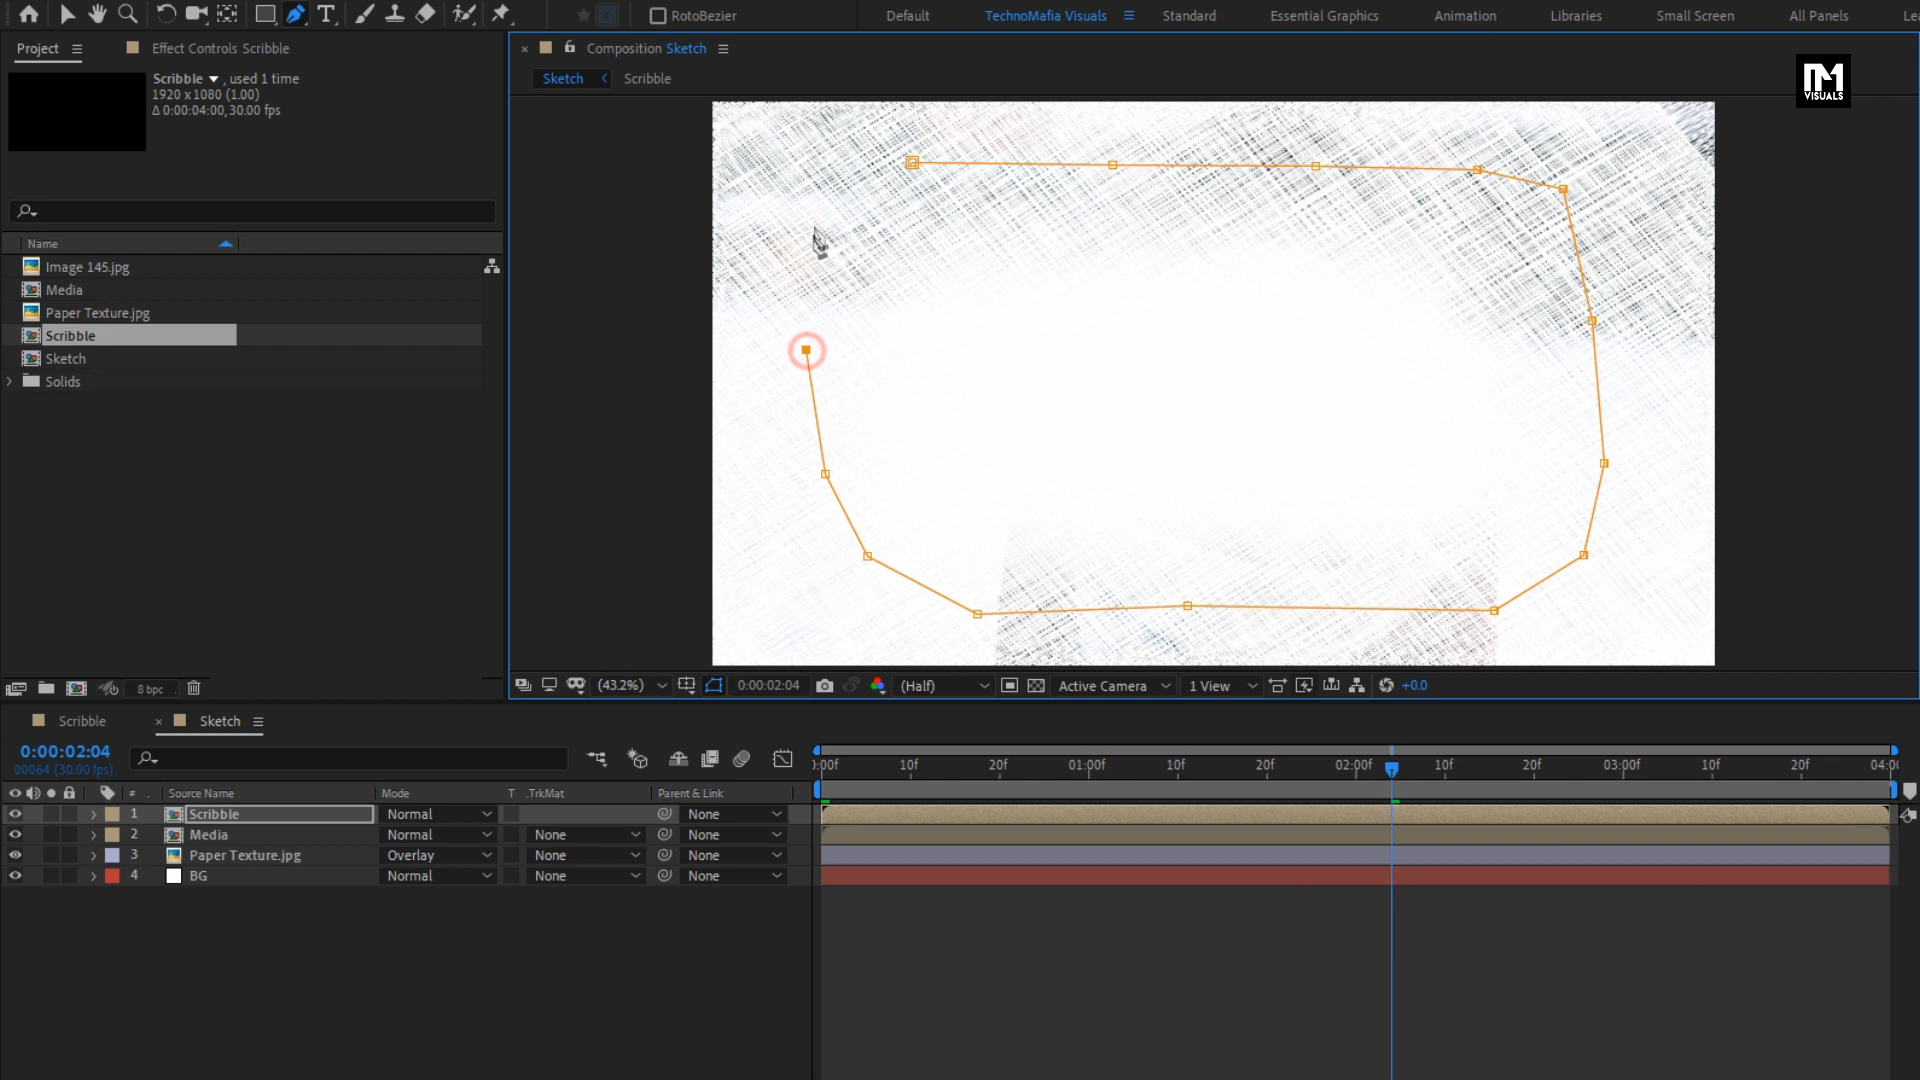 RotoBezier
Default
TechnoMafia Visuals
Standard
Essential Graphics
Animation
Libraries
Small Screen
All Panels
Project
Effect Controls Scribble
Composition Sketch
Sketch
Scribble
VISUALS
Scribble , used 1 time
1920 x 1080 (1.00)
Δ 0:00:04:00, 30.00 fps
Name
Image 145.jpg
Media
Paper Texture.jpg
Scribble
Sketch
Solids
8 bpc
(43.2%)
0:00:02:04
(Half)
Active Camera
1 View
+0.0
Scribble
Sketch
0:00:02:04
00064 (30.00 fps)
:00f 10f 20f 01:00f 10f 20f 02:00f 10f 20f 03:00f 10f 20f 04:00
# Source Name Mode T .TrkMat Parent & Link
1 Scribble Normal None
2 Media Normal None None
3 Paper Texture.jpg Overlay None None
4 BG Normal None None